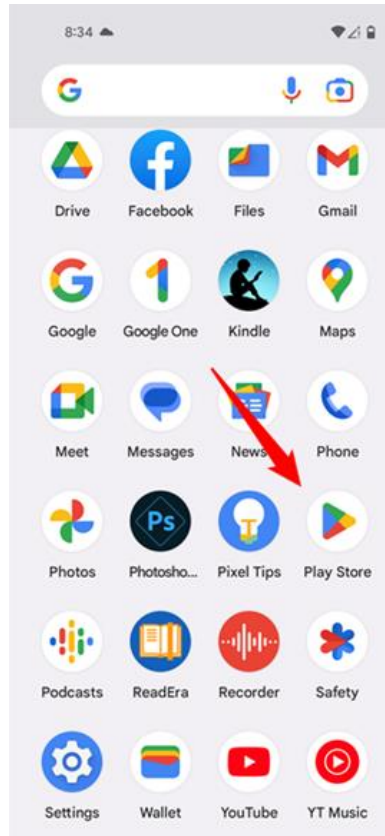 8:34
Drive Facebook Files Gmail
Google Google One Kindle Maps
Meet Messages News Phone
Ps
Photos Photosho... Pixel Tips Play Store
Podcasts ReadEra Recorder Safety
Settings Wallet YouTube YT Music